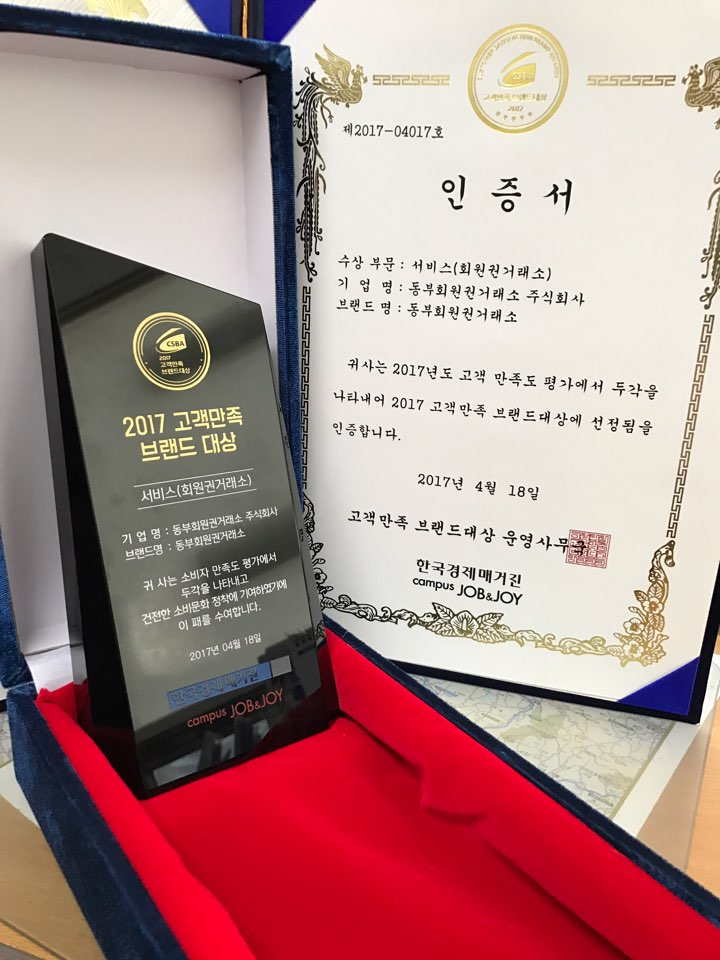 CSBA
2017
고객만족
브랜드대상
2017 고객만족
브랜드 대상
서비스(회원권거래소)
기 업 명 : 동부회원권거래소 주식회사
브랜드명 : 동부회원권거래소
귀 사는 소비자 만족도 평가에서
두각을 나타내고
건전한 소비문화 정착에 기여하였기에
이 패를 수여합니다.
2017년 04월 18일
한국경제매거진
campus JOB&JOY
CSBA
고객만족브랜드대상
2017
제2017-04017호
인 증 서
수상 부문 : 서비스(회원권거래소)
기 업 명 : 동부회원권거래소 주식회사
브랜드 명 : 동부회원권거래소
귀사는 2017년도 고객 만족도 평가에서 두각을
나타내어 2017 고객만족 브랜드대상에 선정됨을
인증합니다.
2017년 4월 18일
고객만족 브랜드대상 운영사무국
한국경제매거진
campus JOB&JOY